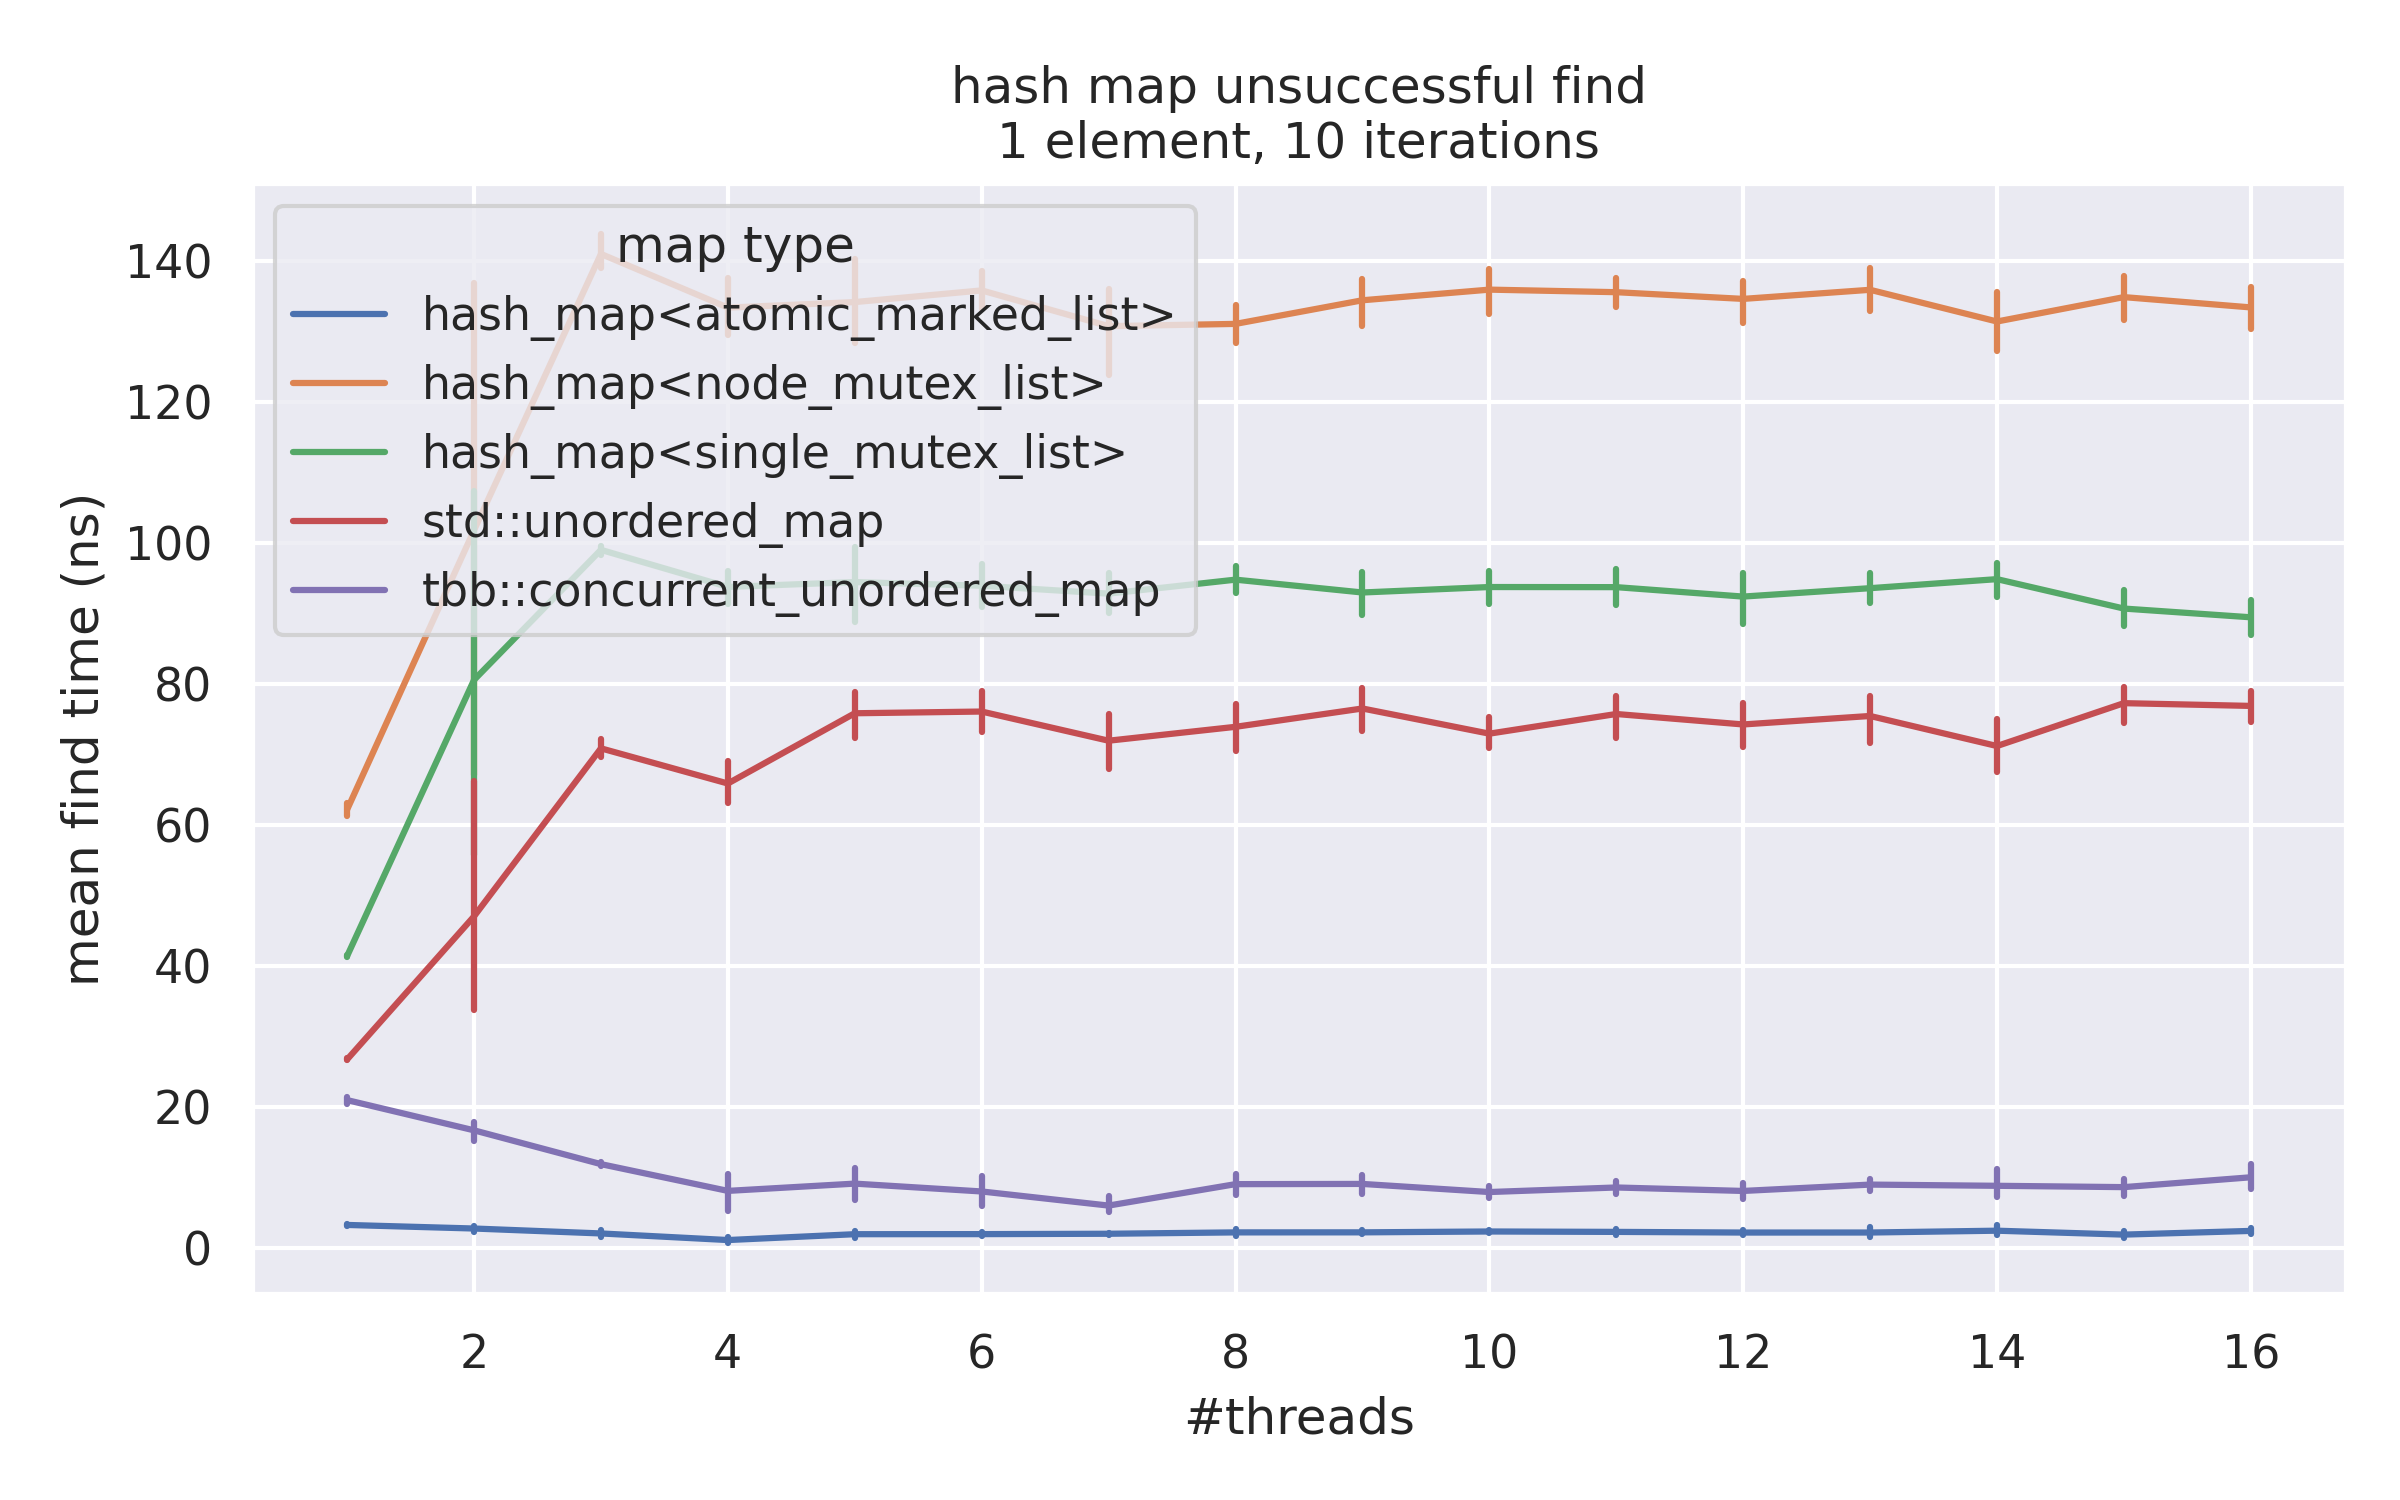 hash map unsuccessful find
1 element, 10 iterations
map type
hash_map<atomic_marked_list>
hash_map<node_mutex_list>
hash_map<single_mutex_list>
std::unordered_map
tbb::concurrent_unordered_map
mean find time (ns)
140
120
100
80
60
40
20
0
2 4 6 8 10 12 14 16
#threads